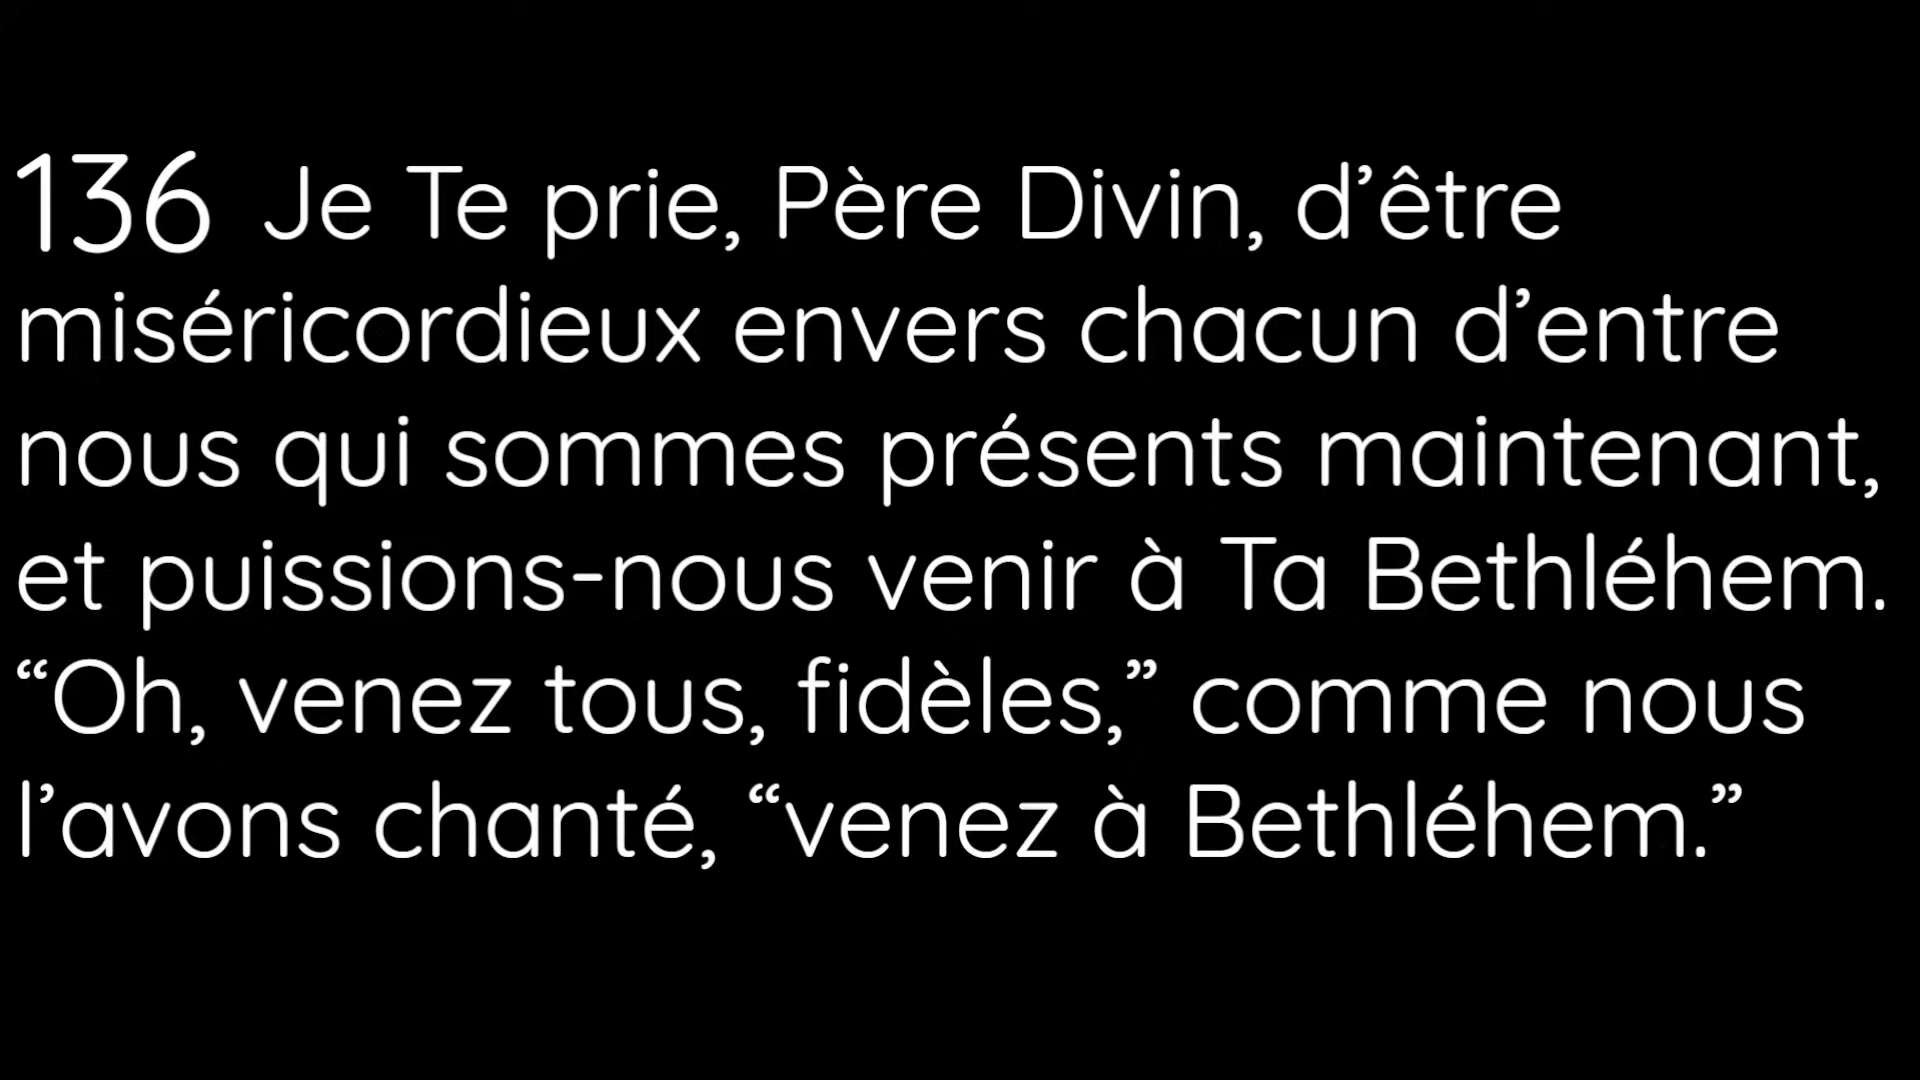 136 Je Te prie, Père Divin, d’être
miséricordieux envers chacun d’entre
nous qui sommes présents maintenant,
et puissions-nous venir à Ta Bethléhem.
“Oh, venez tous, fidèles,” comme nous
l’avons chanté, “venez à Bethléhem.”